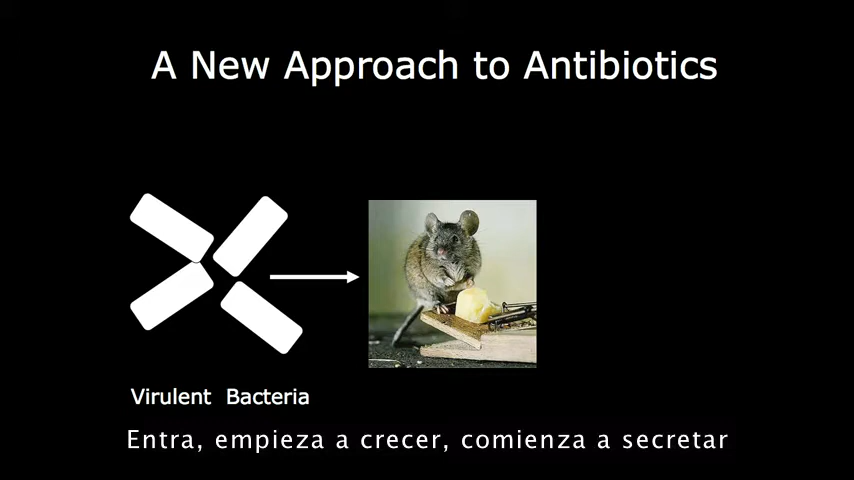 A New Approach to Antibiotics
Virulent Bacteria
Entra, empieza a crecer, comienza a secretar